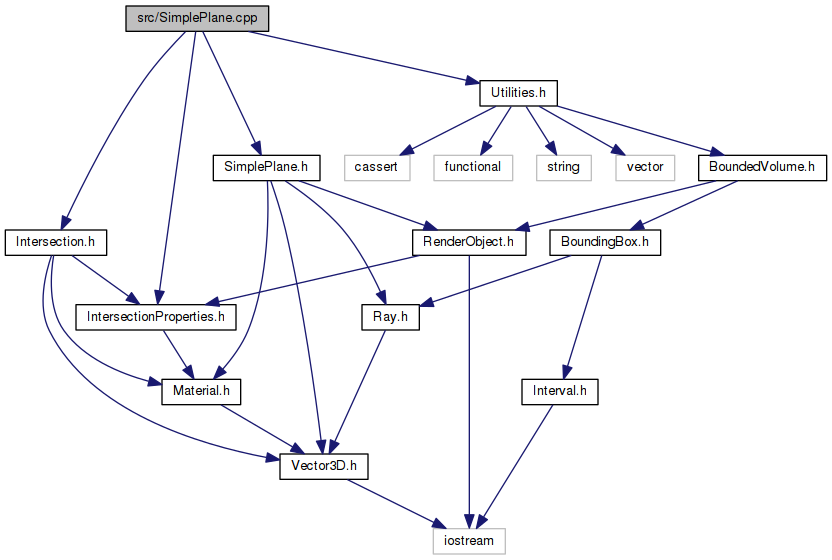 src/SimplePlane.cpp
Utilities.h
SimplePlane.h
cassert
functional
string
vector
BoundedVolume.h
Intersection.h
RenderObject.h
BoundingBox.h
IntersectionProperties.h
Ray.h
Material.h
Interval.h
Vector3D.h
iostream